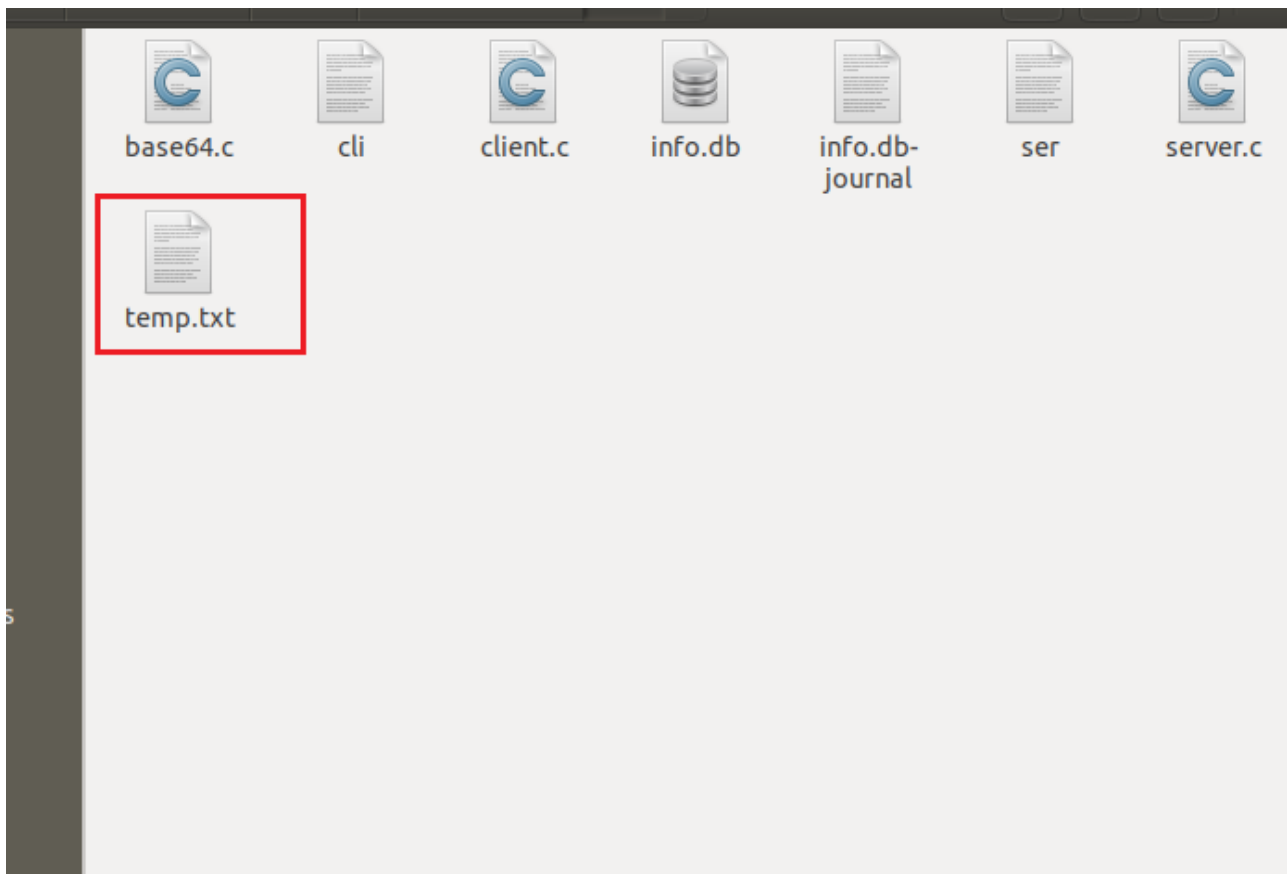 base64.c
cli
client.c
info.db
info.db-
journal
ser
server.c
temp.txt
s